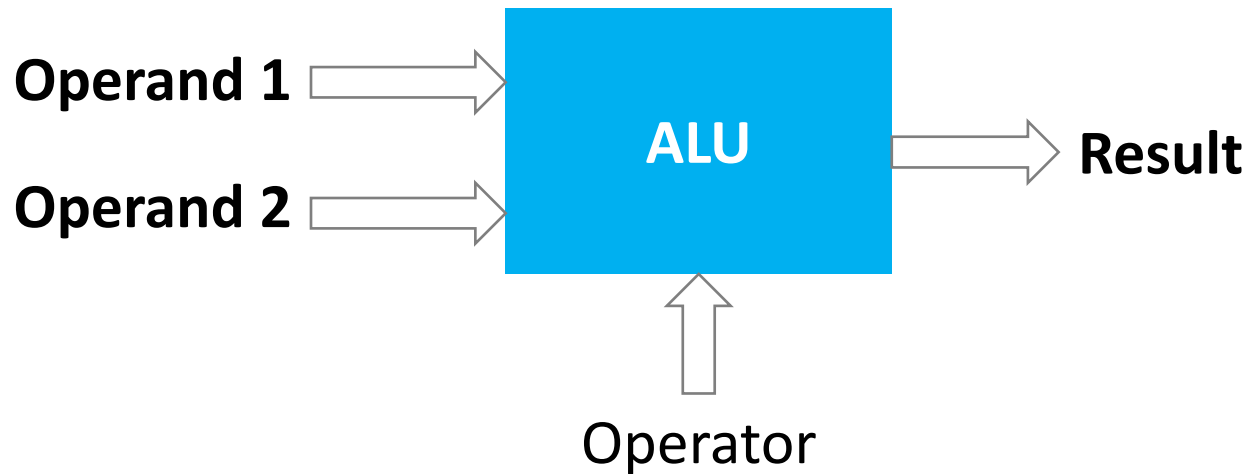 Operand 1
ALU
Result
Operand 2
Operator